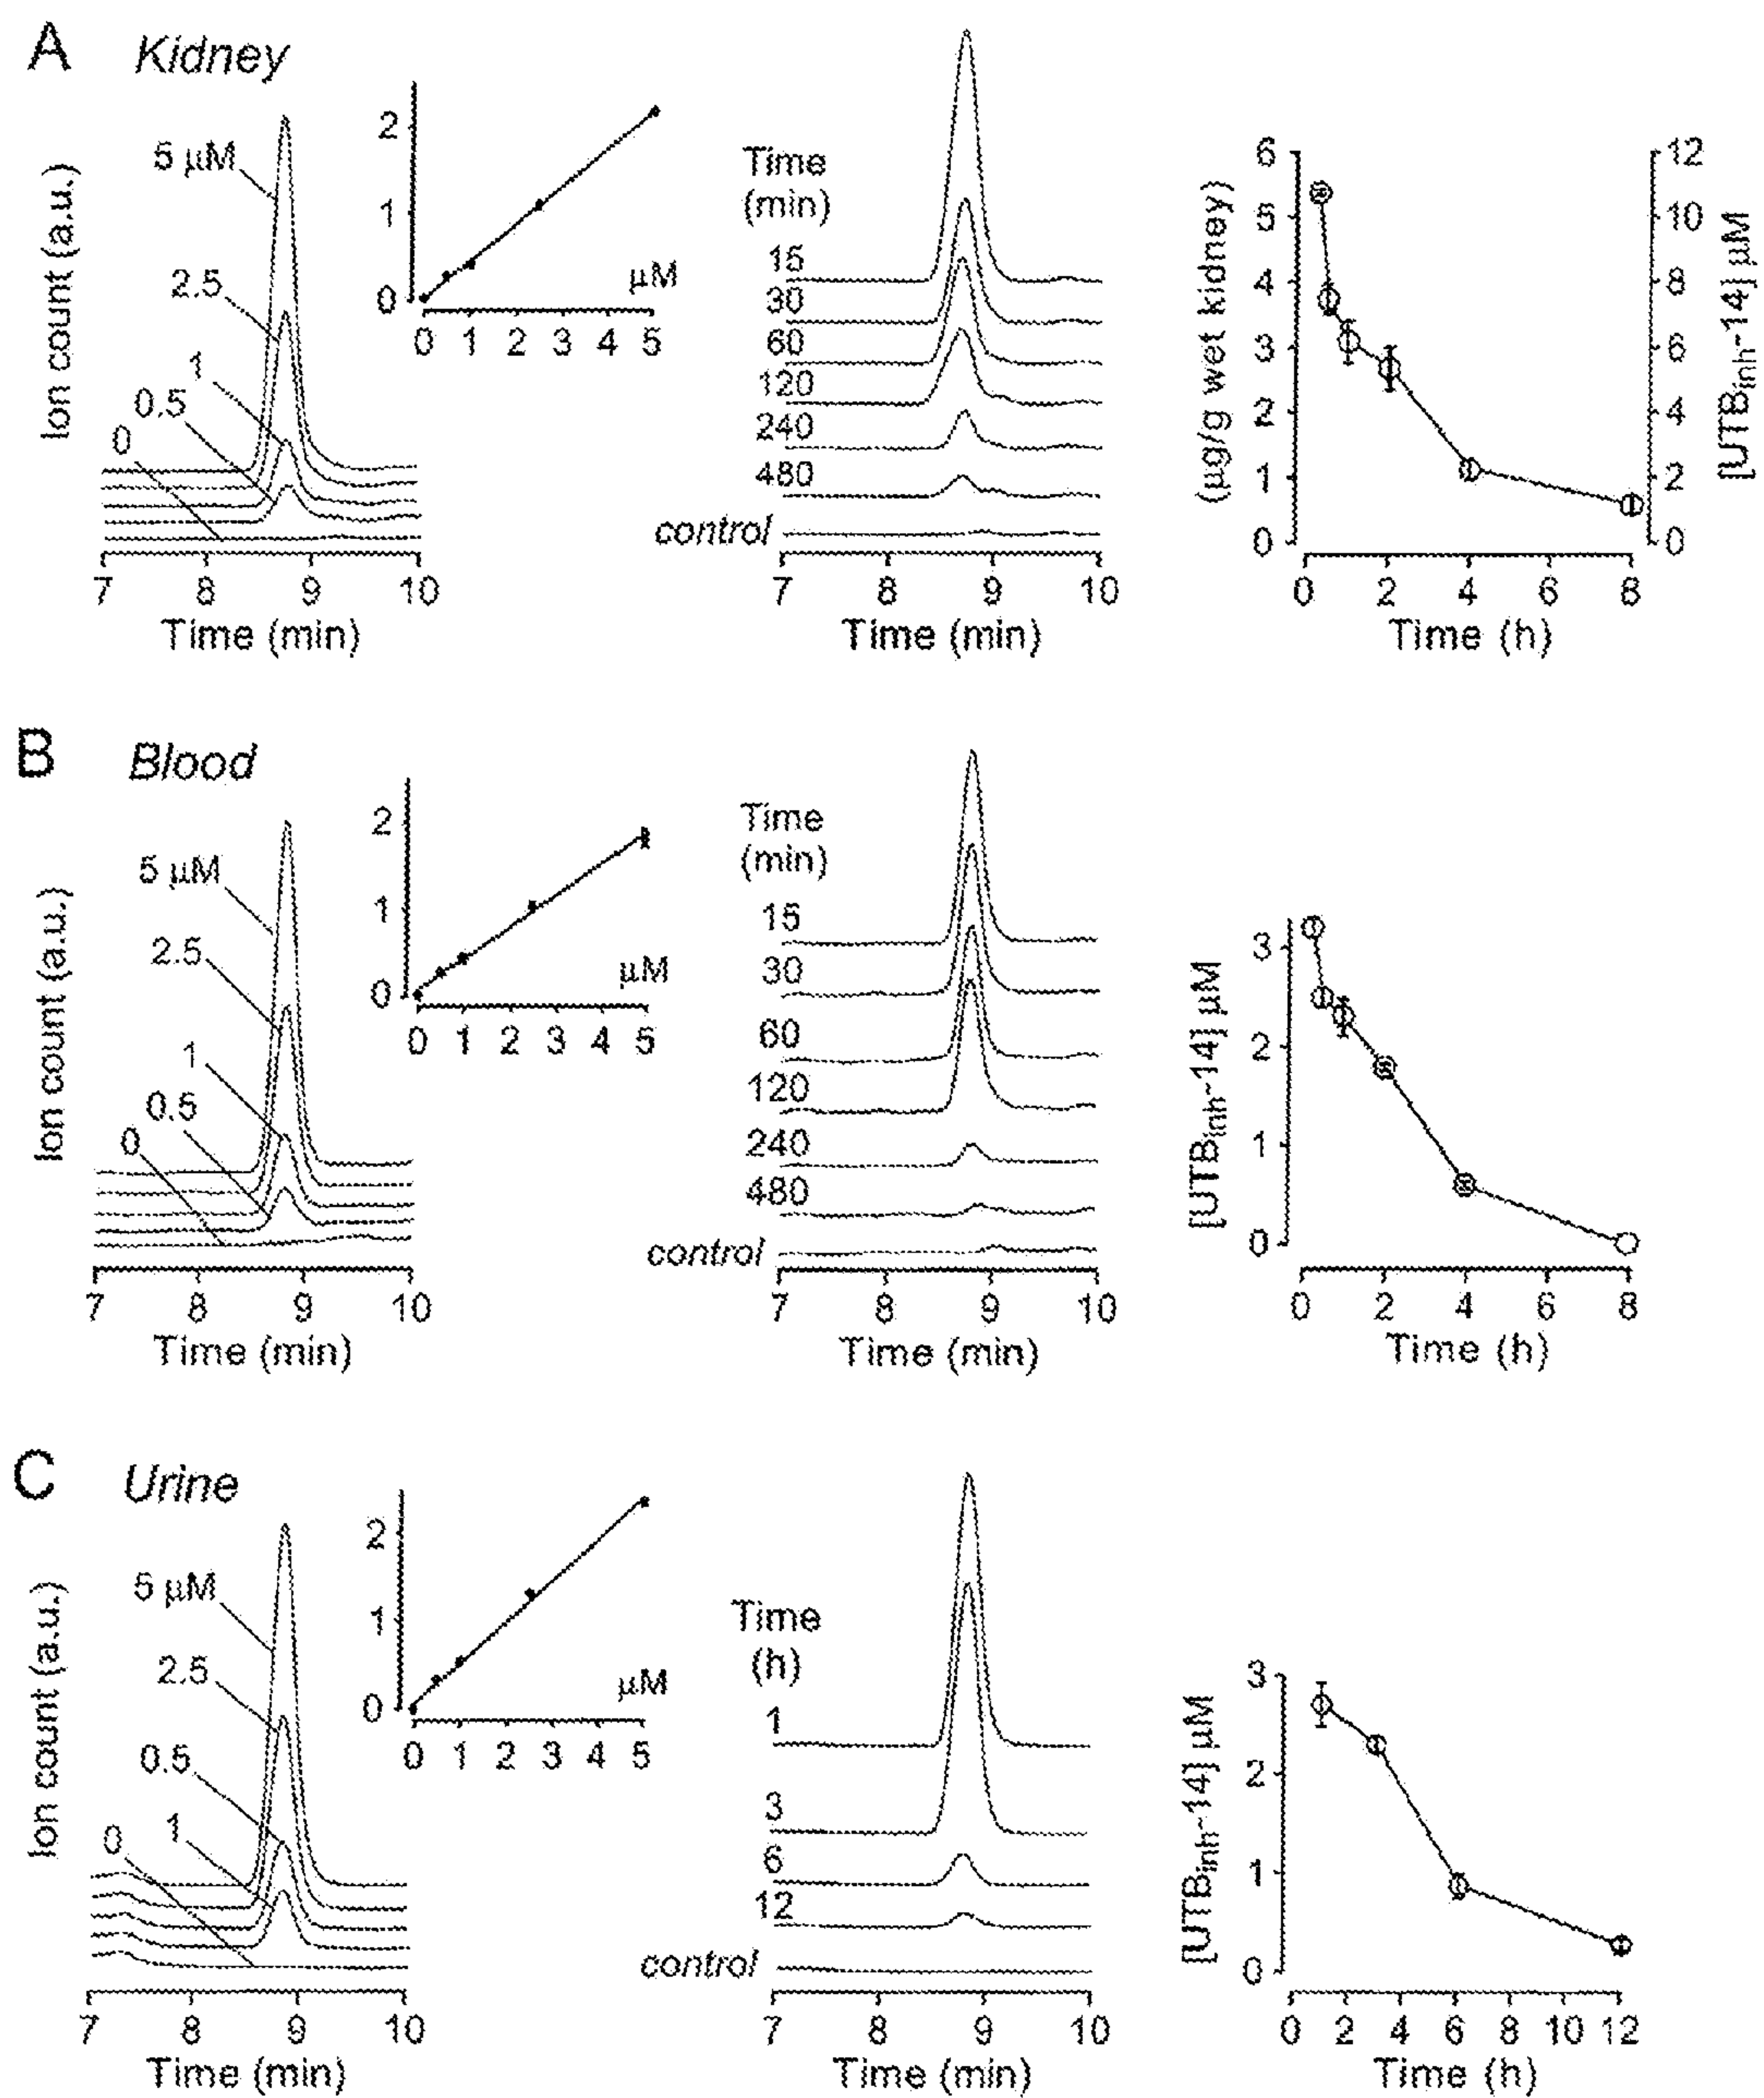 A Kidney
Ion count (a.u.)
5 µM
2.5
1
0.5
0
7 8 9 10
Time (min)
2
1
0
µM
0 1 2 3 4 5
Time
(min)
15
30
60
120
240
480
control
7 8 9 10
Time (min)
(µg/g wet kidney)
6
5
4
3
2
1
0
12
10
8
6
4
2
0
[UTBinh-14] µM
0 2 4 6 8
Time (h)
B Blood
Ion count (a.u.)
5 µM
2.5
1
0.5
0
7 8 9 10
Time (min)
2
1
0
µM
0 1 2 3 4 5
Time
(min)
15
30
60
120
240
480
control
7 8 9 10
Time (min)
[UTBinh-14] µM
3
2
1
0
0 2 4 6 8
Time (h)
C Urine
Ion count (a.u.)
5 µM
2.5
0.5
1
0
7 8 9 10
Time (min)
2
1
0
µM
0 1 2 3 4 5
Time
(h)
1
3
6
12
control
7 8 9 10
Time (min)
[UTBinh-14] µM
3
2
1
0
0 2 4 6 8 10 12
Time (h)